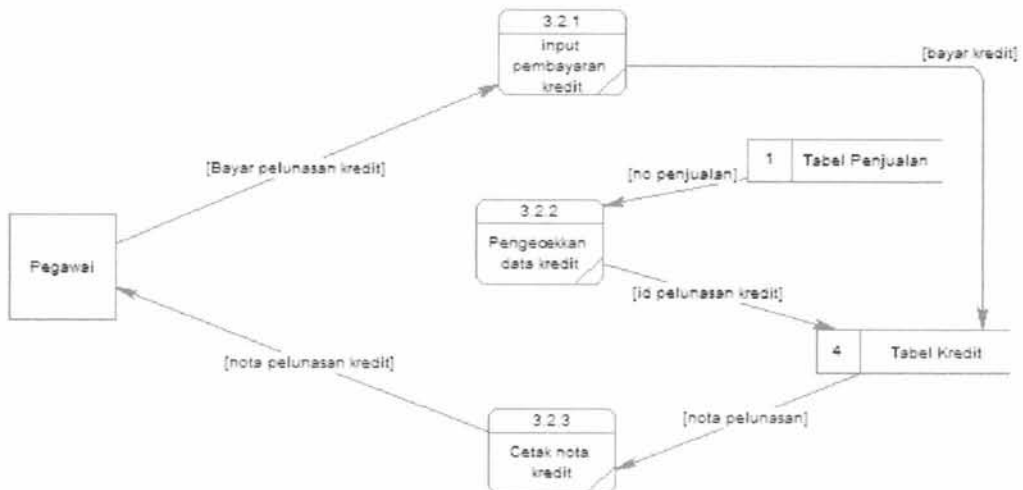 3.2.1
input
pembayaran
kredit
[bayar kredit]
[Bayar pelunasan kredit]
1 Tabel Penjualan
[no penjualan]
3.2.2
Pengecekkan
data kredit
Pegawai
[id pelunasan kredit]
4 Tabel Kredit
[nota pelunasan kredit]
[nota pelunasan]
3.2.3
Cetak nota
kredit